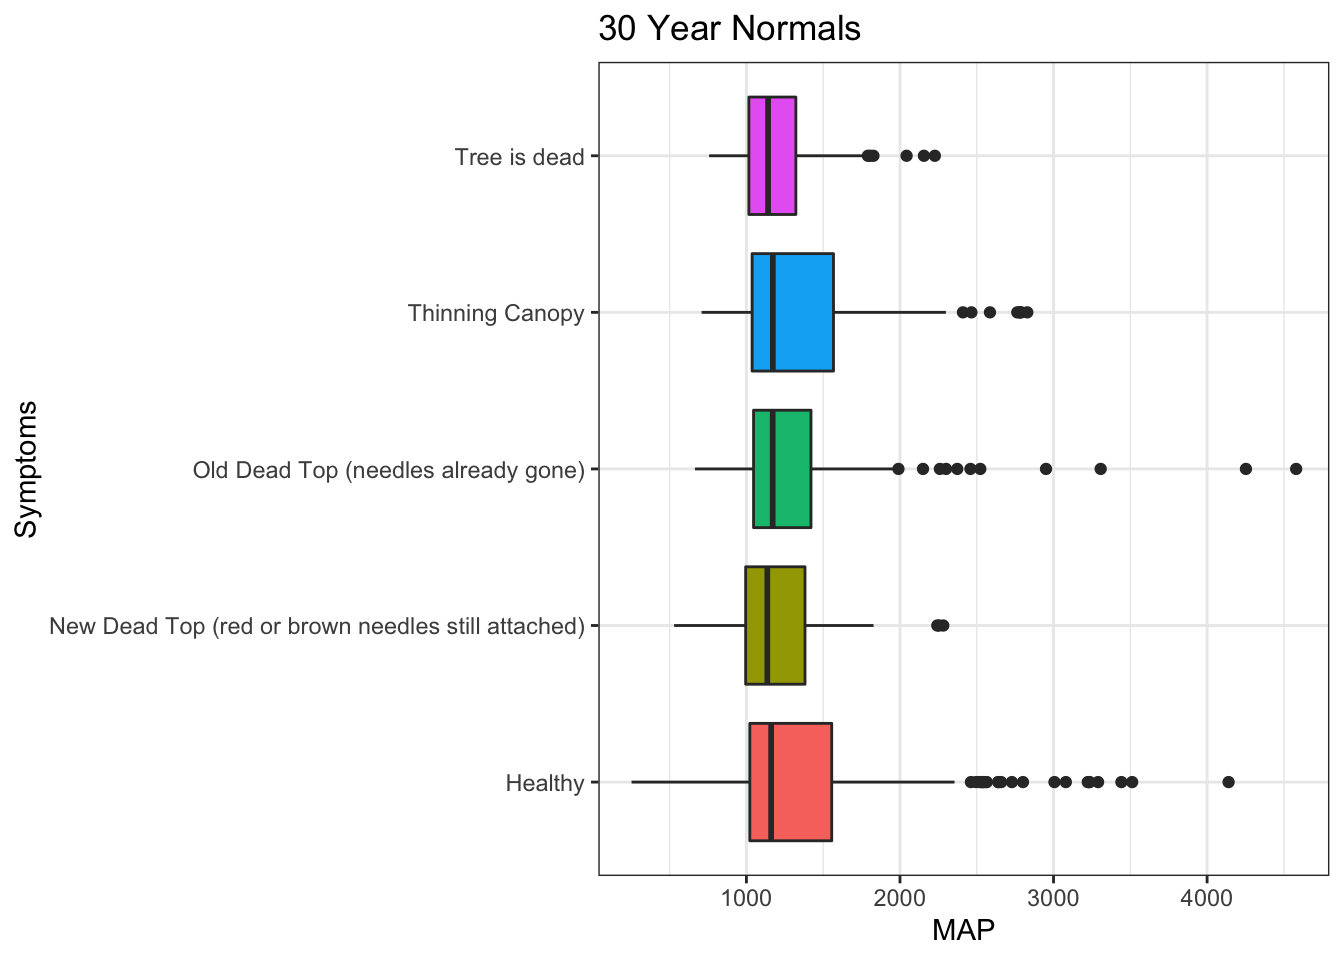 30 Year Normals
Symptoms
Tree is dead
Thinning Canopy
Old Dead Top (needles already gone)
New Dead Top (red or brown needles still attached)
Healthy
1000 2000 3000 4000
MAP